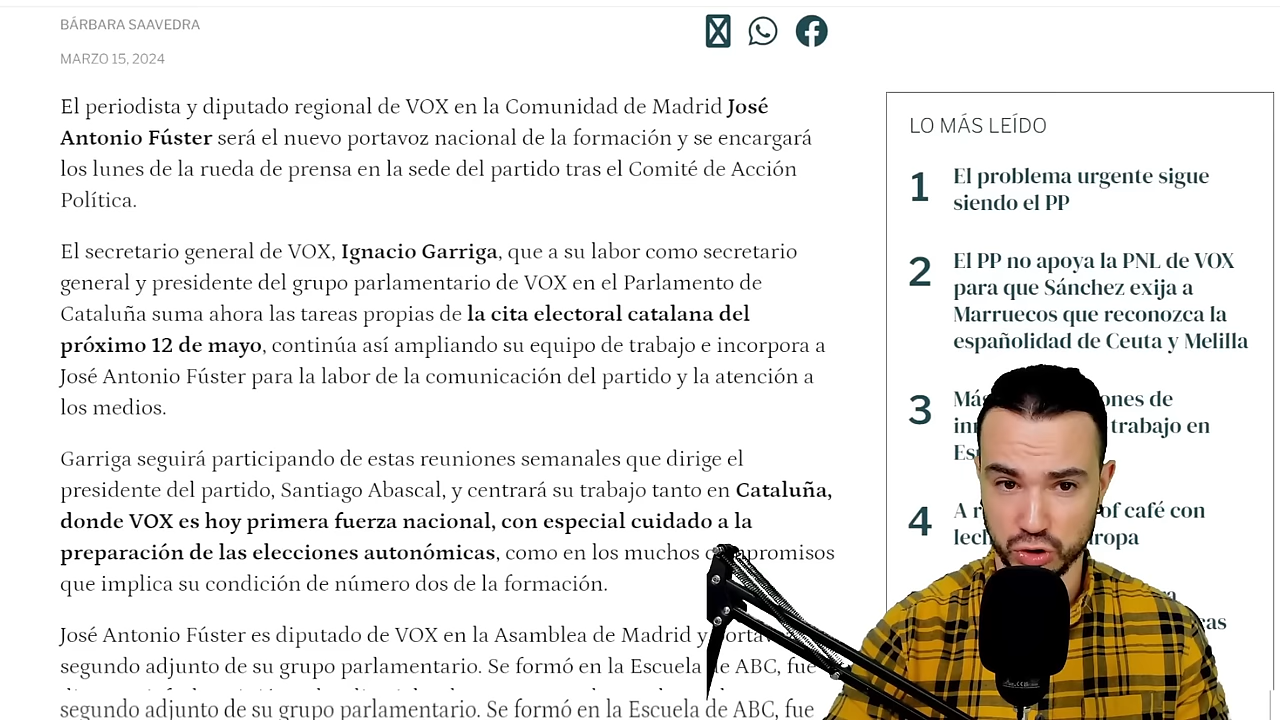 BÁRBARA SAAVEDRA
MARZO 15, 2024
El periodista y diputado regional de VOX en la Comunidad de Madrid José
Antonio Fúster será el nuevo portavoz nacional de la formación y se encargará
los lunes de la rueda de prensa en la sede del partido tras el Comité de Acción
Política.
El secretario general de VOX, Ignacio Garriga, que a su labor como secretario
general y presidente del grupo parlamentario de VOX en el Parlamento de
Cataluña suma ahora las tareas propias de la cita electoral catalana del
próximo 12 de mayo, continúa así ampliando su equipo de trabajo e incorpora a
José Antonio Fúster para la labor de la comunicación del partido y la atención a
los medios.
Garriga seguirá participando de estas reuniones semanales que dirige el
presidente del partido, Santiago Abascal, y centrará su trabajo tanto en Cataluña,
donde VOX es hoy primera fuerza nacional, con especial cuidado a la
preparación de las elecciones autonómicas, como en los muchos compromisos
que implica su condición de número dos de la formación.
José Antonio Fúster es diputado de VOX en la Asamblea de Madrid y
segundo adjunto de su grupo parlamentario. Se formó en la Escuela de ABC, fue
segundo adjunto de su grupo parlamentario. Se formó en la Escuela de ABC, fue
LO MÁS LEÍDO
1 El problema urgente sigue
siendo el PP
2 El PP no apoya la PNL de VOX
para que Sánchez exija a
Marruecos que reconozca la
españolidad de Ceuta y Melilla
3 de
trabajo en
4 A of café con